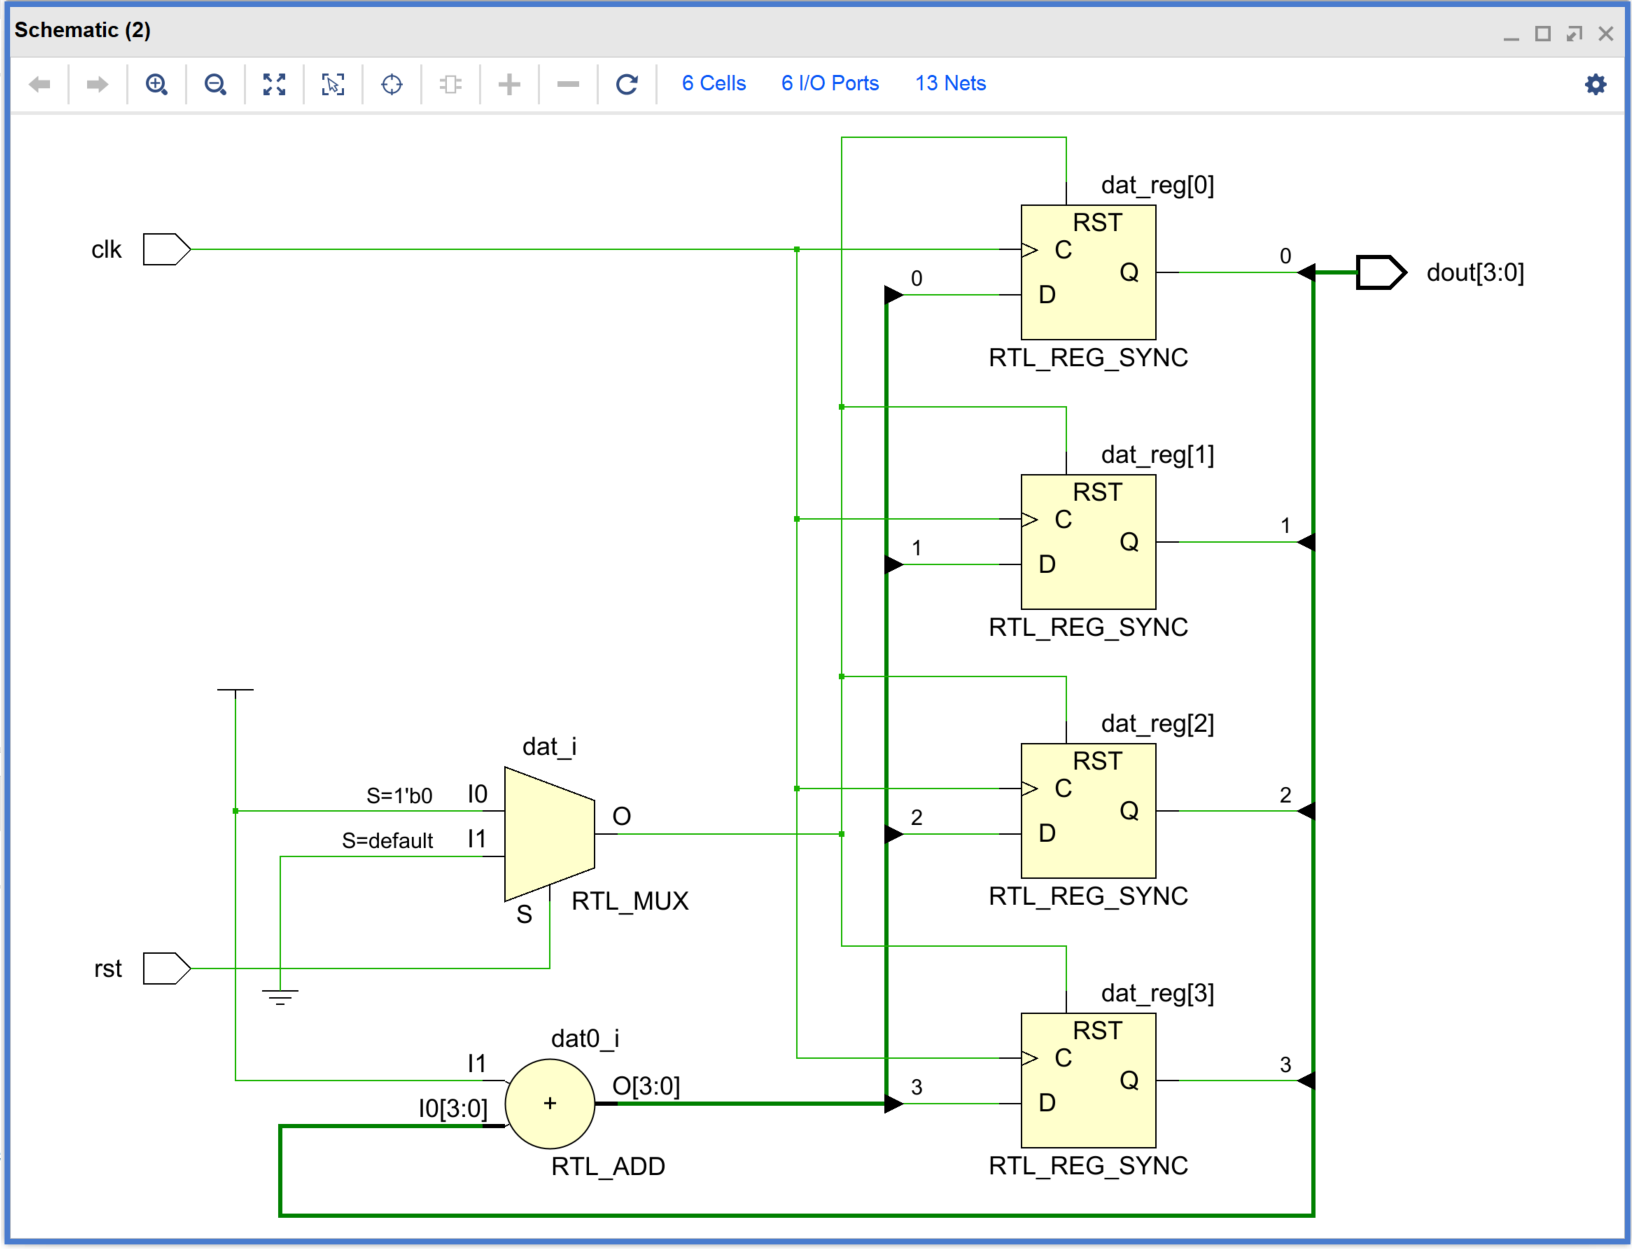 Schematic (2)
6 Cells 6 I/O Ports 13 Nets
dat_reg[0]
RST
clk
C
0
Q
dout[3:0]
0
D
RTL_REG_SYNC
dat_reg[1]
RST
C
1
Q
1
D
RTL_REG_SYNC
dat_reg[2]
RST
dat_i
C
S=1'b0 I0
2
O
Q
2
D
S=default I1
RTL_REG_SYNC
RTL_MUX
S
rst
dat_reg[3]
RST
dat0_i
C
I1
3
Q
O[3:0]
3
I0[3:0]
+
D
RTL_ADD
RTL_REG_SYNC